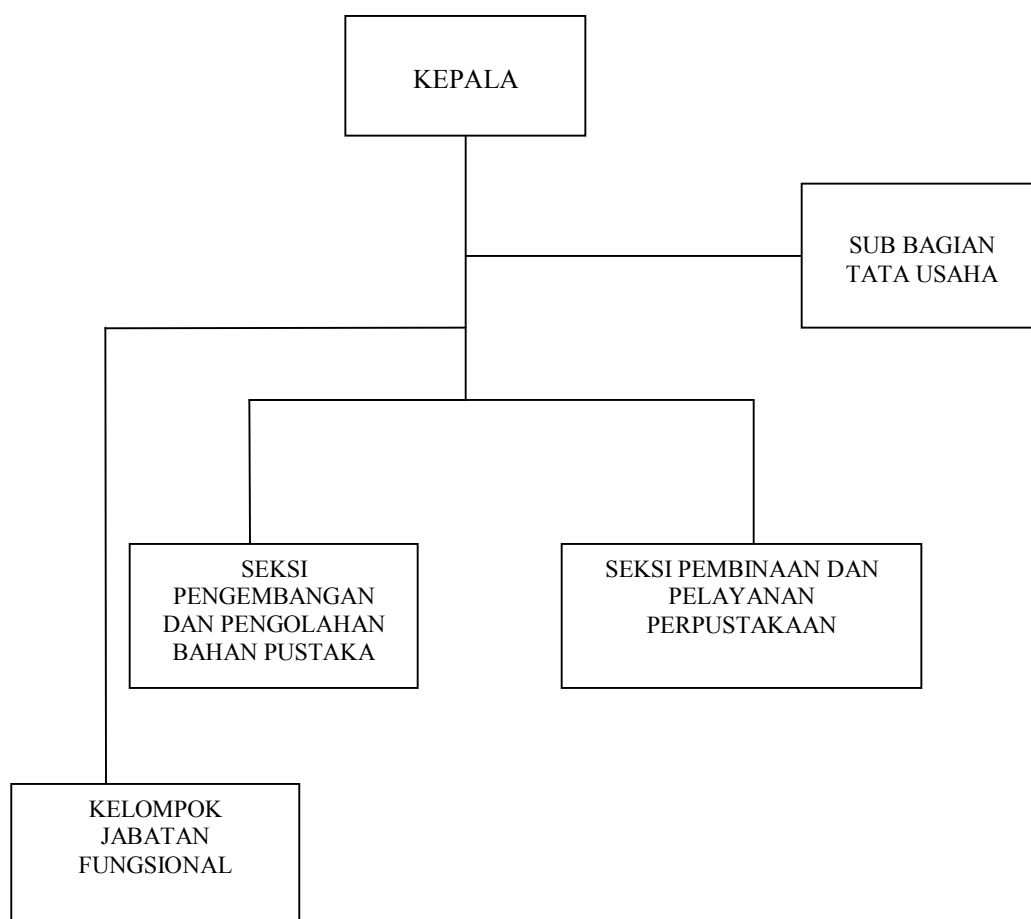 KEPALA
SUB BAGIAN
TATA USAHA
SEKSI
PENGEMBANGAN
DAN PENGOLAHAN
BAHAN PUSTAKA
SEKSI PEMBINAAN DAN
PELAYANAN
PERPUSTAKAAN
KELOMPOK
JABATAN
FUNGSIONAL